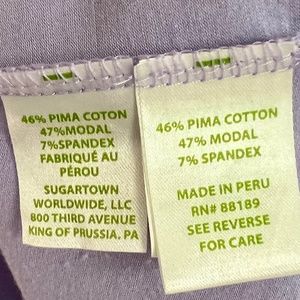 46% PIMA COTTON
47%MODAL
7%SPANDEX
FABRIQUÉ AU
PÉROU
SUGARTOWN
WORLDWIDE, LLC
800 THIRD AVENUE
KING OF PRUSSIA. PA
46% PIMA COTTON
47% MODAL
7% SPANDEX
MADE IN PERU
RN# 88189
SEE REVERSE
FOR CARE